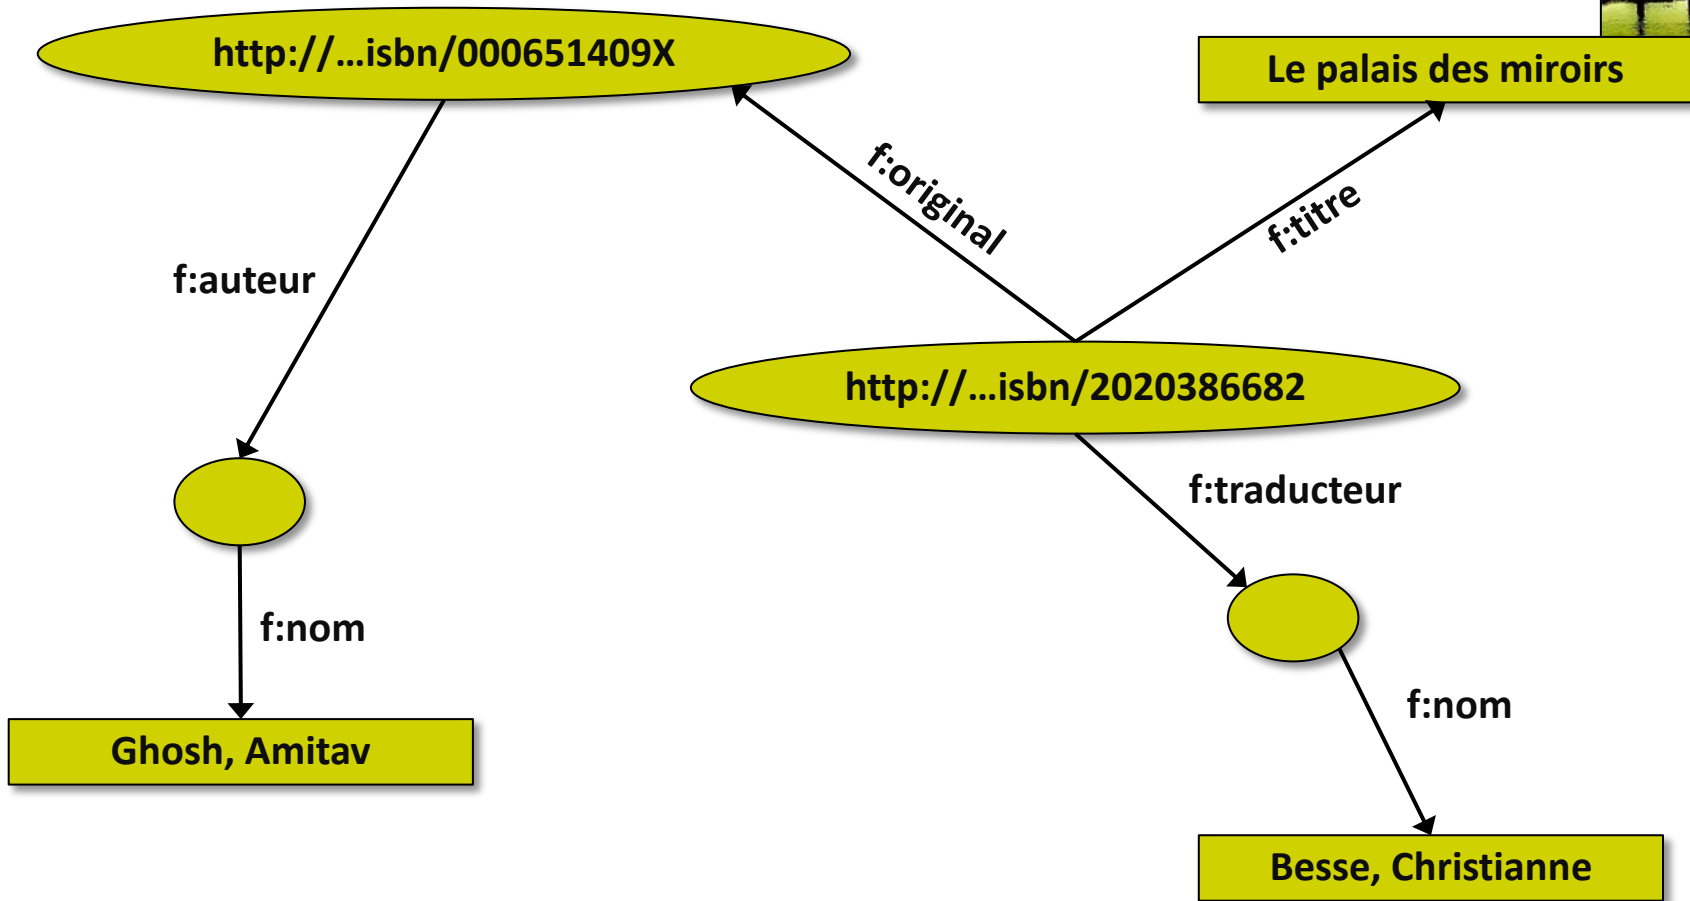 http://…isbn/000651409X
Le palais des miroirs
f:original
f:titre
f:auteur
http://…isbn/2020386682
f:traducteur
f:nom
f:nom
Ghosh, Amitav
Besse, Christianne